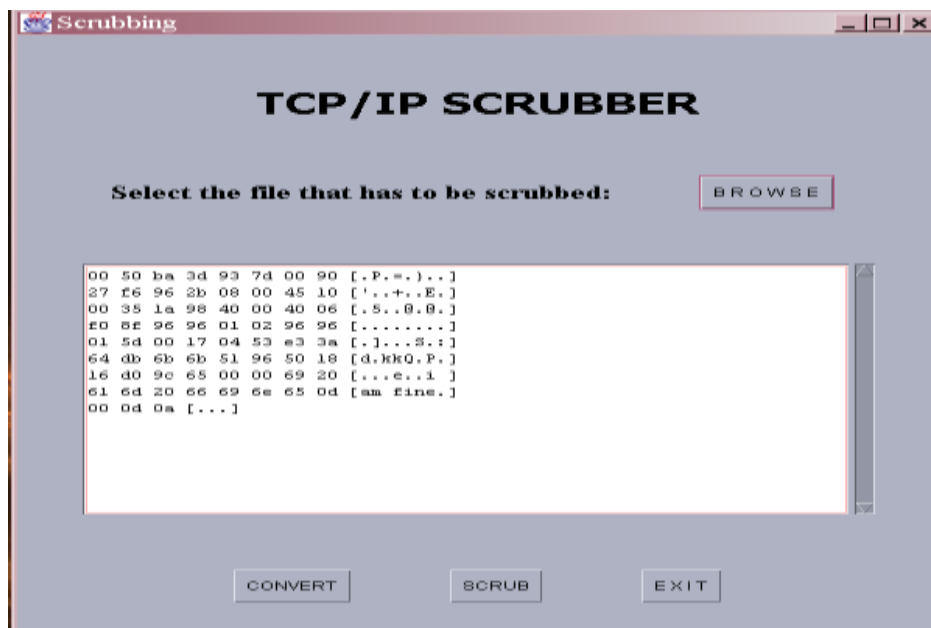 Scrubbing
TCP/IP SCRUBBER
Select the file that has to be scrubbed:
BROWSE
00 50 ba 3d 93 7d 00 90 [.P.=.}..]
27 f6 96 2b 08 00 45 10 ['..+..E.]
00 35 1a 98 40 00 40 06 [.5..@.@.]
f0 8f 96 96 01 02 96 96 [........]
01 5d 00 17 04 53 e3 3a [.]...S.:]
64 db 6b 6b 51 96 50 18 [d.kkQ.P.]
16 d0 9c 65 00 00 69 20 [...e..i ]
61 6d 20 66 69 6e 65 0d [am fine.]
00 0d 0a [...]
CONVERT
SCRUB
EXIT